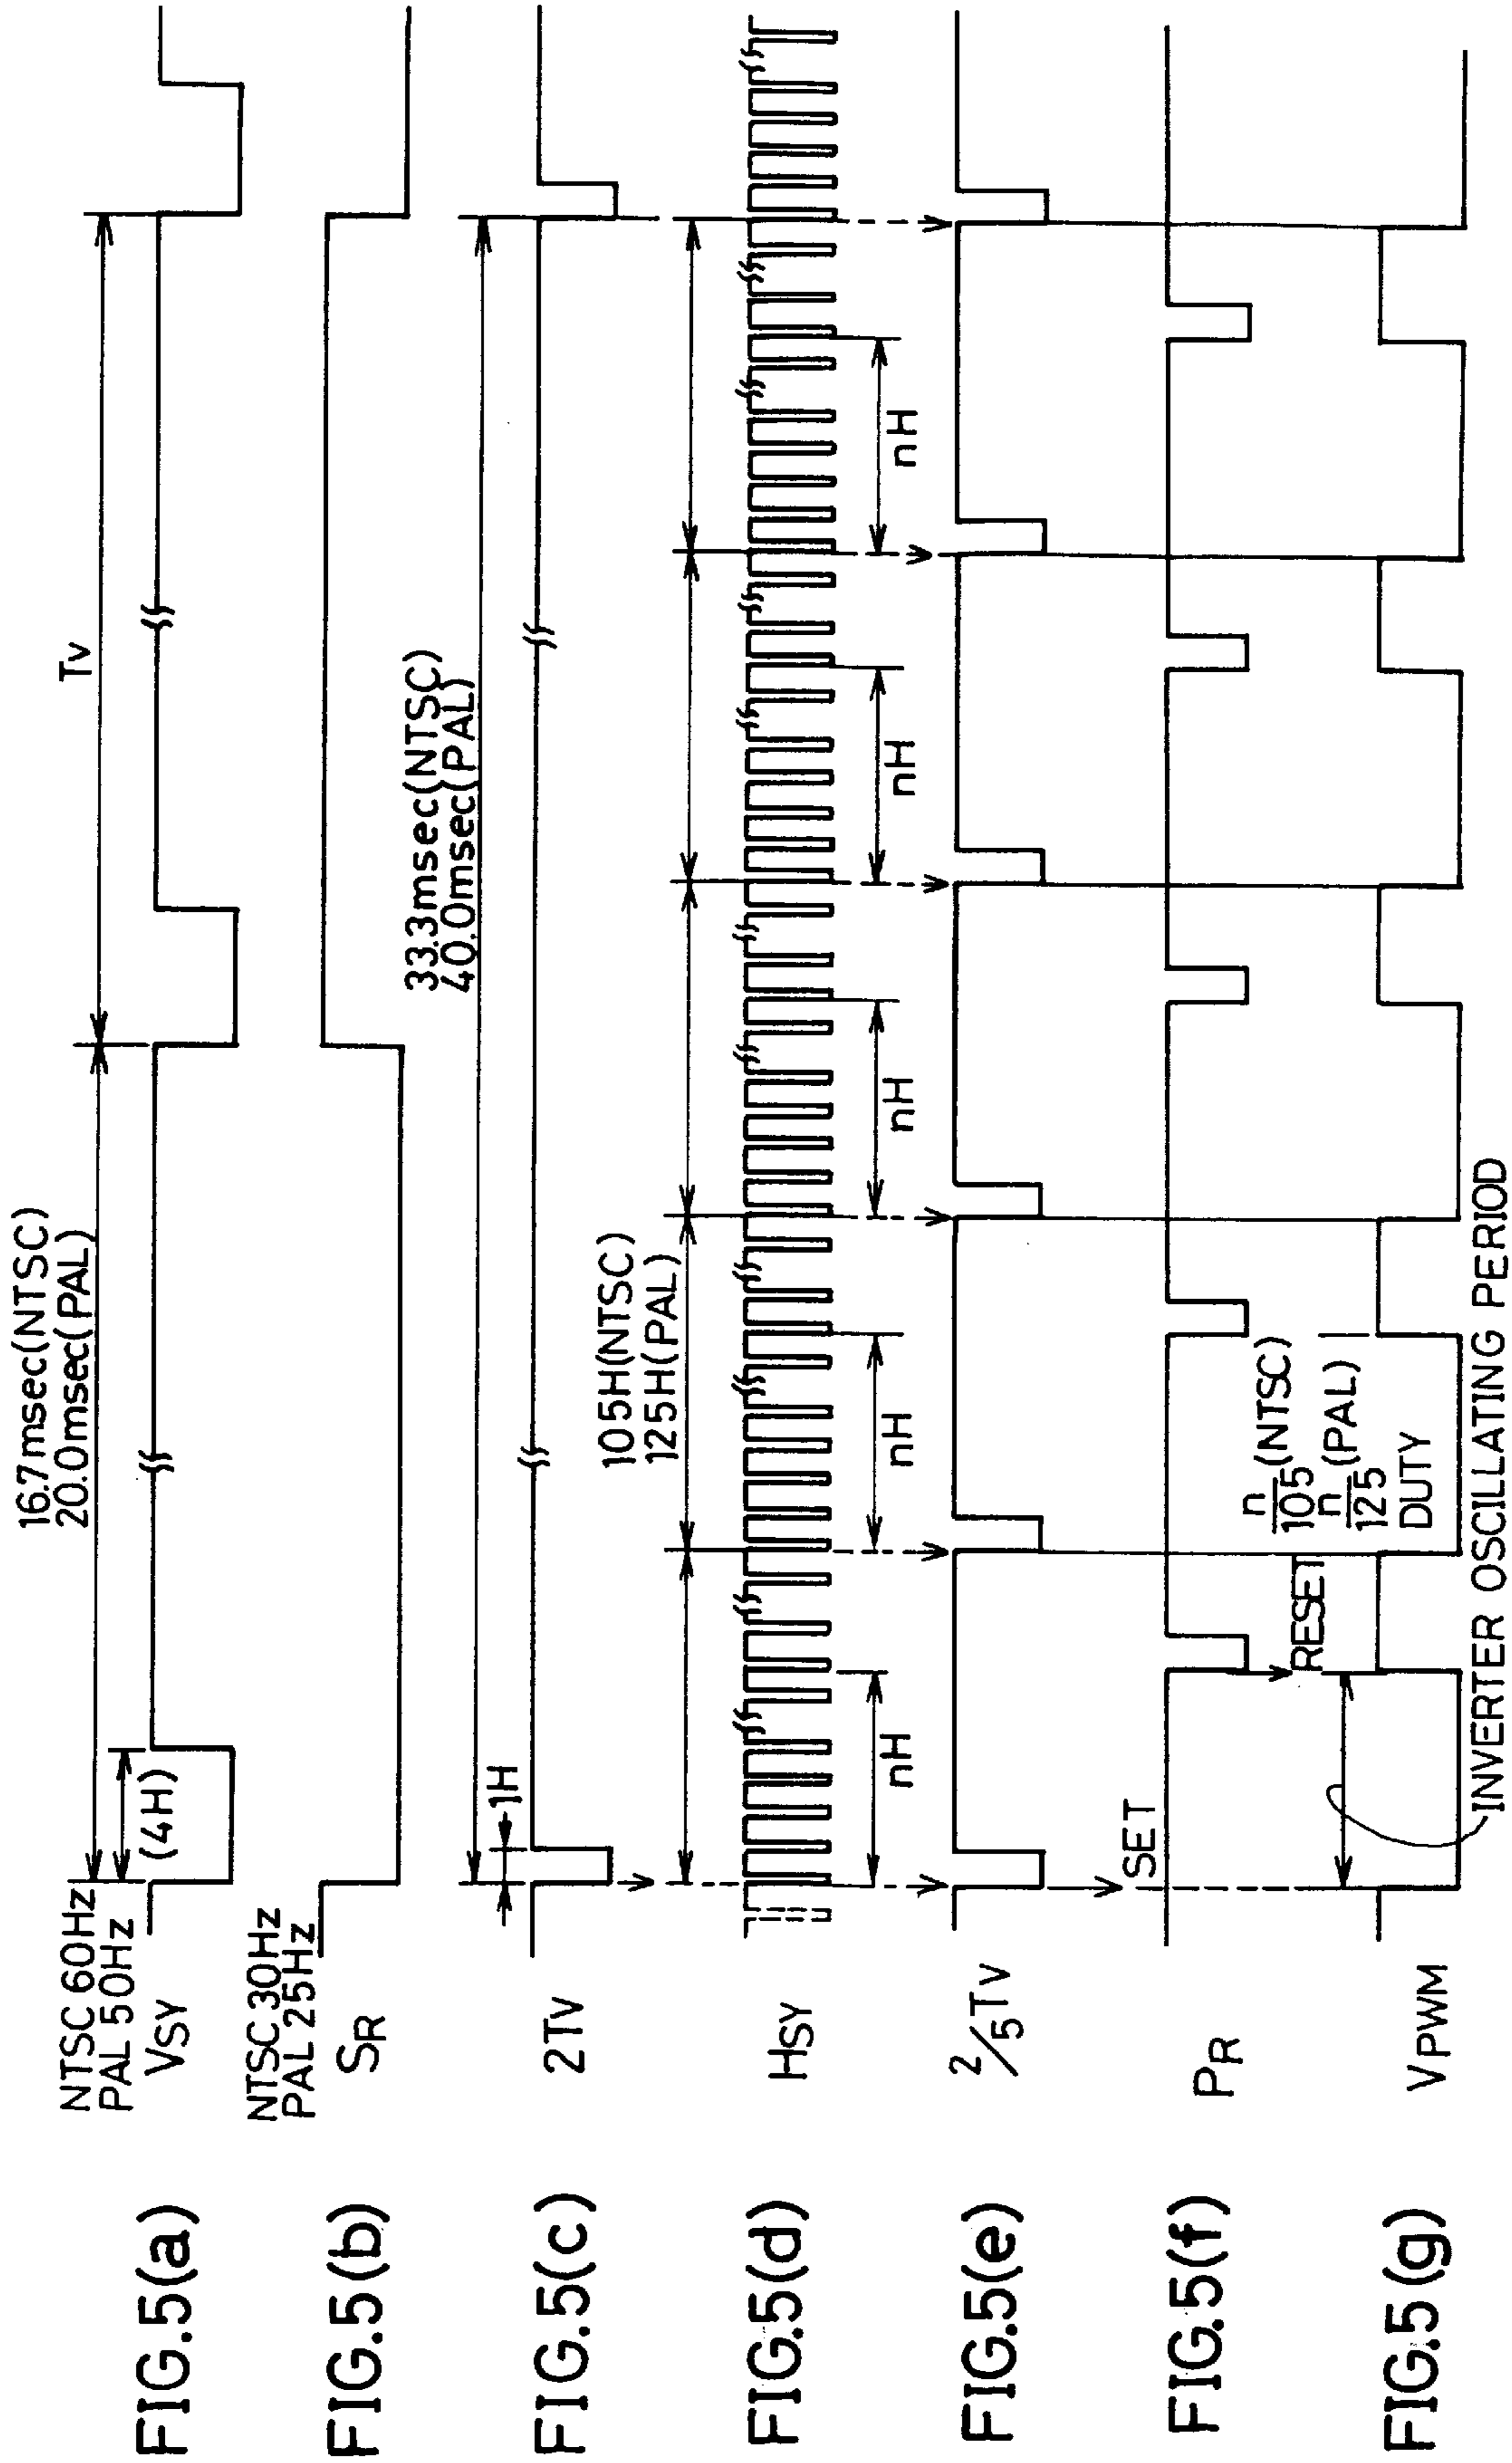 FIG.5(a)
NTSC 60Hz
PAL 50Hz
VSY
16.7msec(NTSC)
20.0msec(PAL)
(4H)
Tv
FIG.5(b)
NTSC 30Hz
PAL 25Hz
SR
FIG.5(c)
2Tv
1H
33.3msec(NTSC)
40.0msec(PAL)
FIG.5(d)
HSY
105H(NTSC)
125H(PAL)
nH
nH
nH
nH
nH
FIG.5(e)
2/5Tv
FIG.5(f)
PR
SET
RESET
n/105(NTSC)
n/125(PAL)
DUTY
FIG.5(g)
VPWM
INVERTER OSCILLATING PERIOD